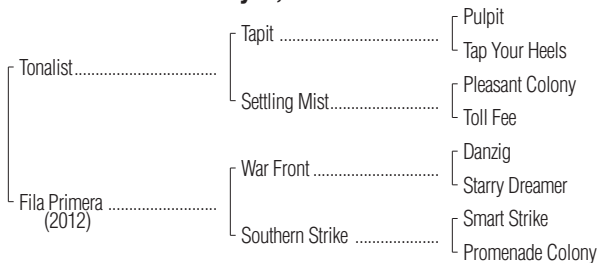 Pulpit
Tapit ........................................
Tap Your Heels
Tonalist....................................
Pleasant Colony
Settling Mist...........................
Toll Fee
Danzig
War Front ................................
Starry Dreamer
Fila Primera ...........................
(2012)
Smart Strike
Southern Strike .....................
Promenade Colony